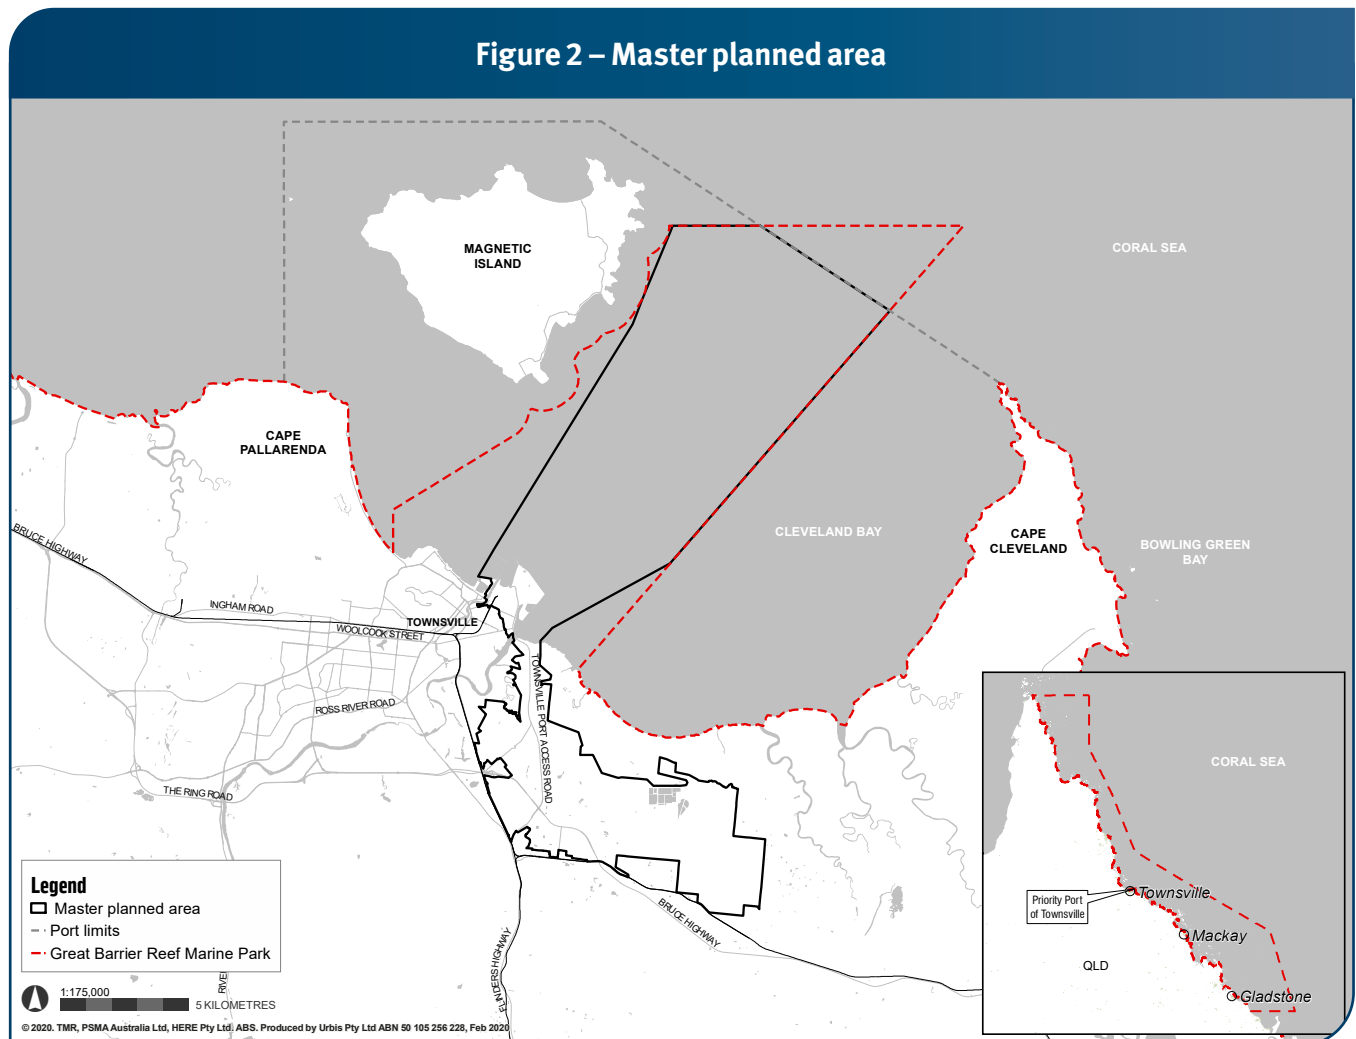 Figure 2 – Master planned area
MAGNETIC
ISLAND
CORAL SEA
CAPE
PALLARENDA
CLEVELAND BAY
CAPE
CLEVELAND
BOWLING GREEN
BAY
BRUCE HIGHWAY
INGHAM ROAD
TOWNSVILLE
WOOLCOCK STREET
ROSS RIVER ROAD
TOWNSVILLE PORT ACCESS ROAD
THE RING ROAD
BRUCE HIGHWAY
FLINDERS HIGHWAY
RIVE
CORAL SEA
Priority Port
of Townsville
Townsville
Mackay
QLD
Gladstone
Legend
Master planned area
Port limits
Great Barrier Reef Marine Park
1:175,000
5 KILOMETRES
© 2020. TMR, PSMA Australia Ltd, HERE Pty Ltd. ABS. Produced by Urbis Pty Ltd ABN 50 105 256 228, Feb 2020